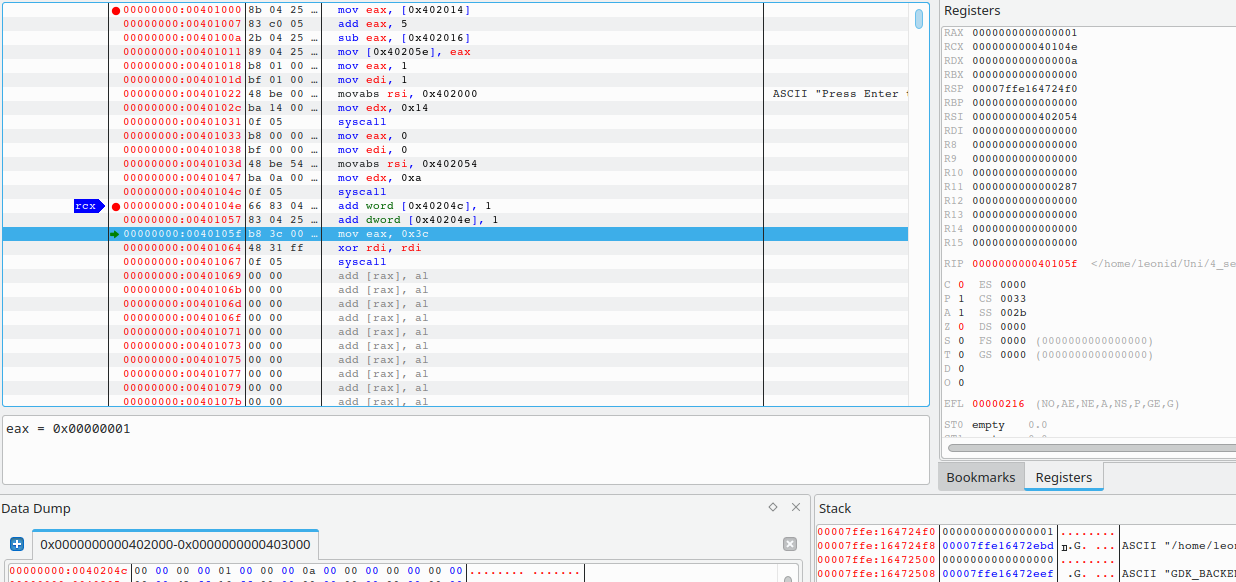 00000000:00401000 8b 04 25 … mov eax, [0x402014]
00000000:00401007 83 c0 05 add eax, 5
00000000:0040100a 2b 04 25 … sub eax, [0x402016]
00000000:00401011 89 04 25 … mov [0x40205e], eax
00000000:00401018 b8 01 00 … mov eax, 1
00000000:0040101d bf 01 00 … mov edi, 1
00000000:00401022 48 be 00 … movabs rsi, 0x402000 ASCII "Press Enter
00000000:0040102c ba 14 00 … mov edx, 0x14
00000000:00401031 0f 05 syscall
00000000:00401033 b8 00 00 … mov eax, 0
00000000:00401038 bf 00 00 … mov edi, 0
00000000:0040103d 48 be 54 … movabs rsi, 0x402054
00000000:00401047 ba 0a 00 … mov edx, 0xa
00000000:0040104c 0f 05 syscall
rcx 00000000:0040104e 66 83 04 … add word [0x40204c], 1
00000000:00401057 83 04 25 … add dword [0x40204e], 1
00000000:0040105f b8 3c 00 … mov eax, 0x3c
00000000:00401064 48 31 ff xor rdi, rdi
00000000:00401067 0f 05 syscall
00000000:00401069 00 00 add [rax], al
00000000:0040106b 00 00 add [rax], al
00000000:0040106d 00 00 add [rax], al
00000000:0040106f 00 00 add [rax], al
00000000:00401071 00 00 add [rax], al
00000000:00401073 00 00 add [rax], al
00000000:00401075 00 00 add [rax], al
00000000:00401077 00 00 add [rax], al
00000000:00401079 00 00 add [rax], al
00000000:0040107b 00 00 add [rax], al
eax = 0x00000001
Registers
RAX 0000000000000001
RCX 000000000040104e
RDX 000000000000000a
RBX 0000000000000000
RSP 00007ffe164724f0
RBP 0000000000000000
RSI 0000000000402054
RDI 0000000000000000
R8 0000000000000000
R9 0000000000000000
R10 0000000000000000
R11 0000000000000287
R12 0000000000000000
R13 0000000000000000
R14 0000000000000000
R15 0000000000000000
RIP 000000000040105f </home/leonid/Uni/4_se
C 0 ES 0000
P 1 CS 0033
A 1 SS 002b
Z 0 DS 0000
S 0 FS 0000 (0000000000000000)
T 0 GS 0000 (0000000000000000)
D 0
O 0
EFL 00000216 (NO,AE,NE,A,NS,P,GE,G)
ST0 empty 0.0
Bookmarks Registers
Data Dump
0x0000000000402000-0x0000000000403000
00000000:0040204c 00 00 00 00 01 00 00 00 0a 00 00 00 00 00 00 00 ........ .......
Stack
00007ffe:164724f0 0000000000000001 ........
00007ffe:164724f8 00007ffe16472ebd .G. ... ASCII "/home/leon
00007ffe:16472500 0000000000000000 ........
00007ffe:16472508 00007ffe16472eef .G. ... ASCII "GDK_BACKEN